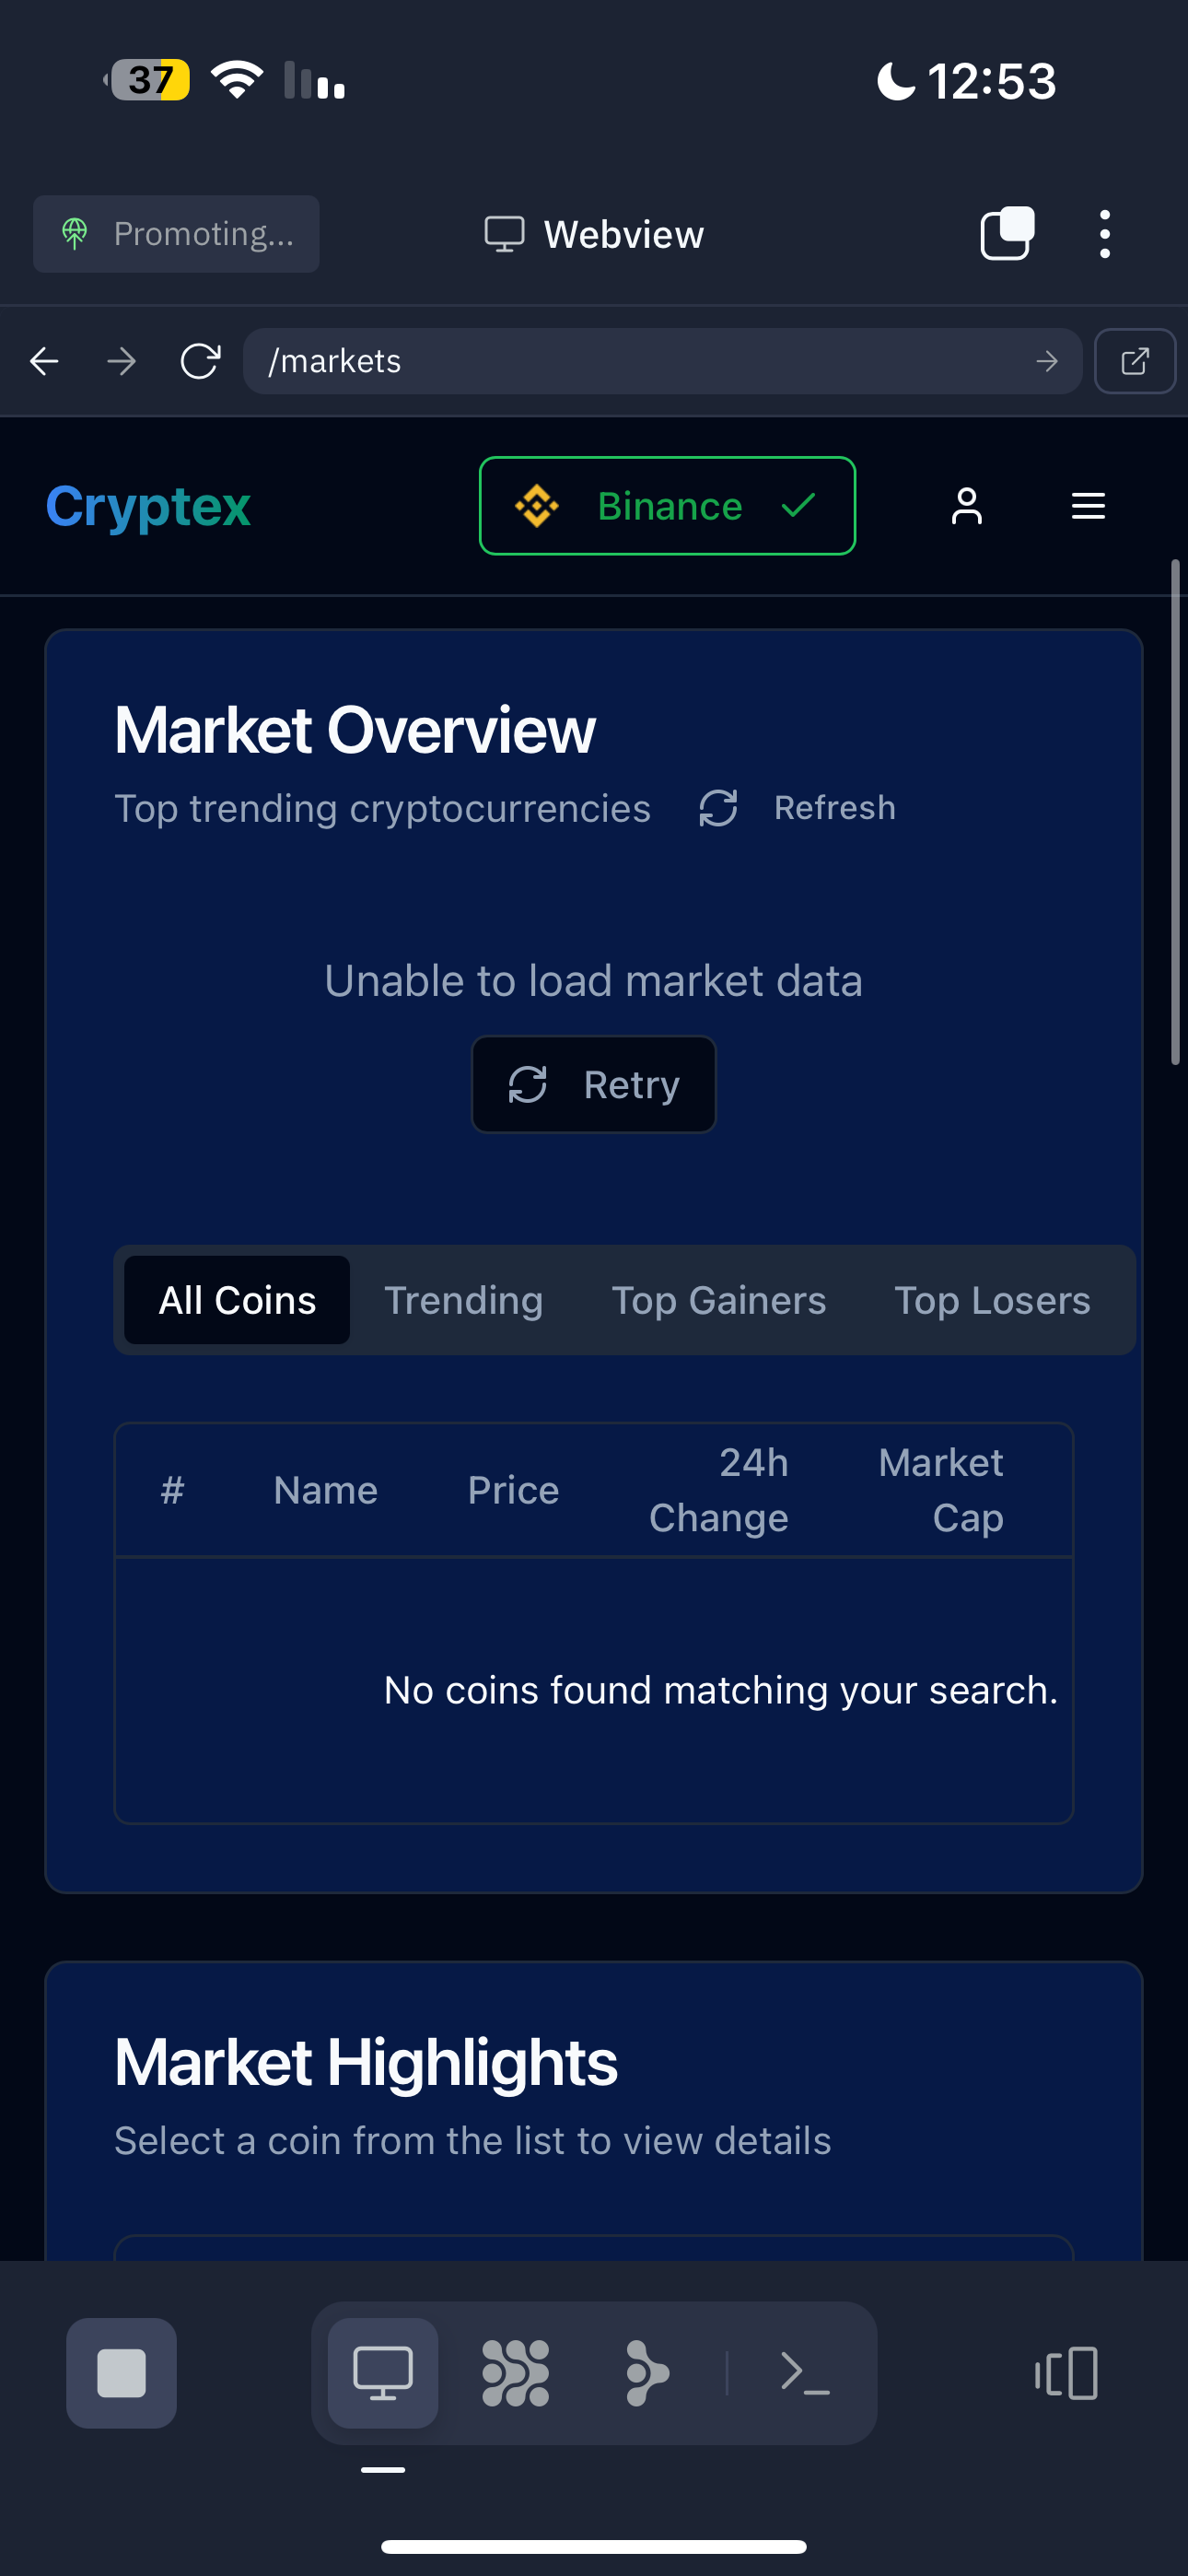 37
12:53
Promoting...
Webview
/markets
Cryptex
Binance
Market Overview
Top trending cryptocurrencies
Refresh
Unable to load market data
Retry
All Coins
Trending
Top Gainers
Top Losers
#
Name
Price
24h
Change
Market
Cap
No coins found matching your search.
Market Highlights
Select a coin from the list to view details